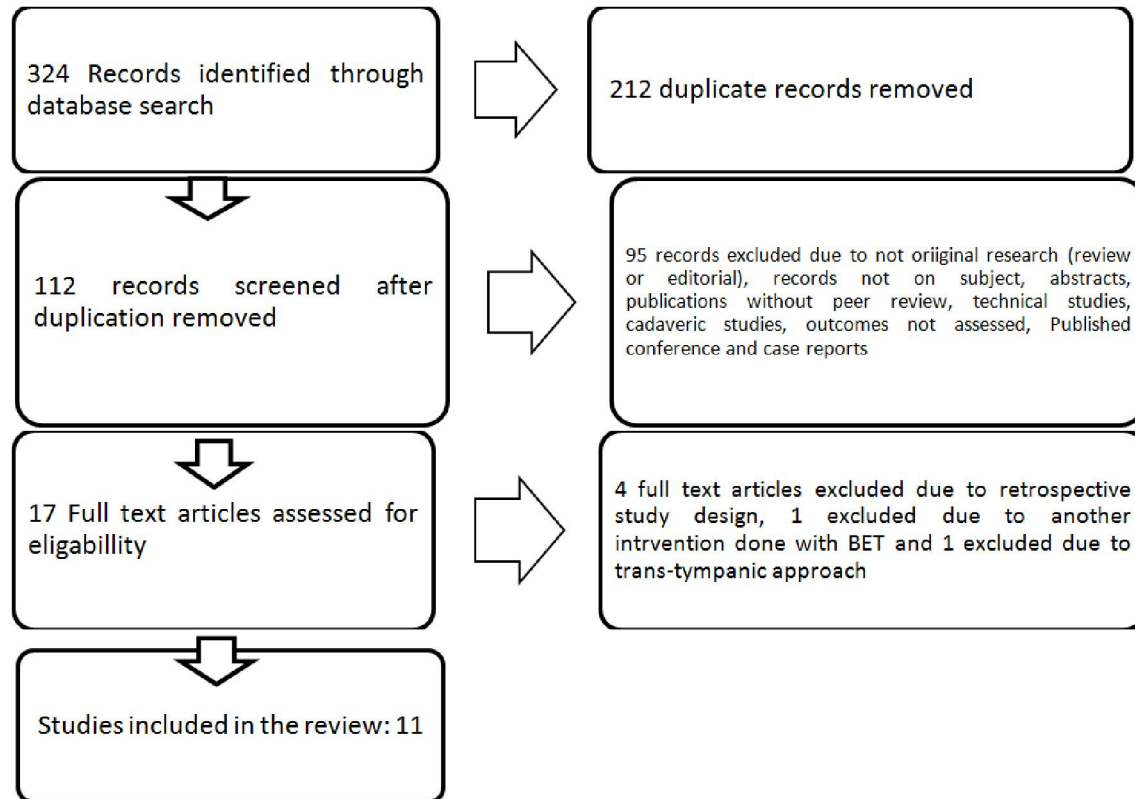 324 Records identified through
database search
212 duplicate records removed
112 records screened after
duplication removed
95 records excluded due to not oriiginal research (review
or editorial), records not on subject, abstracts,
publications without peer review, technical studies,
cadaveric studies, outcomes not assessed, Published
conference and case reports
17 Full text articles assessed for
eligabillity
4 full text articles excluded due to retrospective
study design, 1 excluded due to another
intrvention done with BET and 1 excluded due to
trans-tympanic approach
Studies included in the review: 11